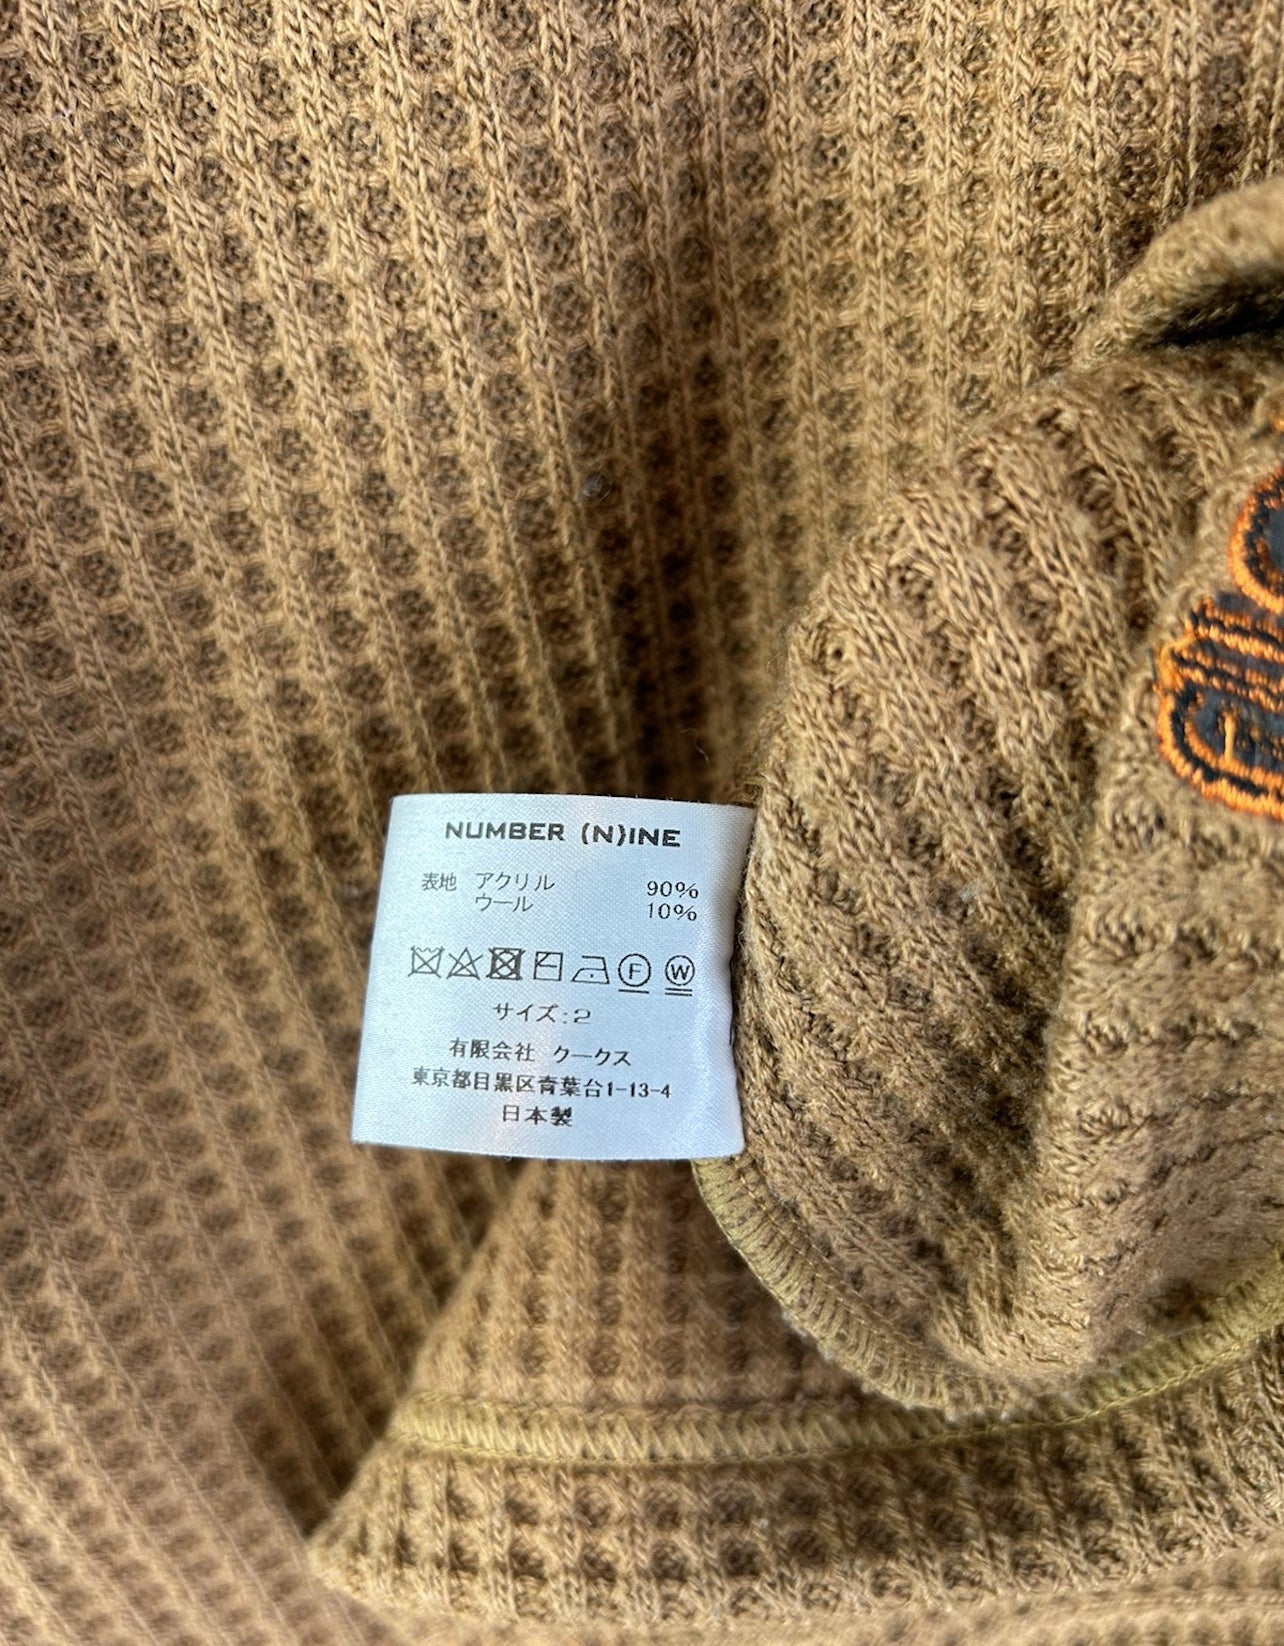 NUMBER (N)INE
表地 アクリル 90%
ウール 10%
F W
サイズ:2
有限会社 クークス
東京都目黒区青葉台1-13-4
日本製